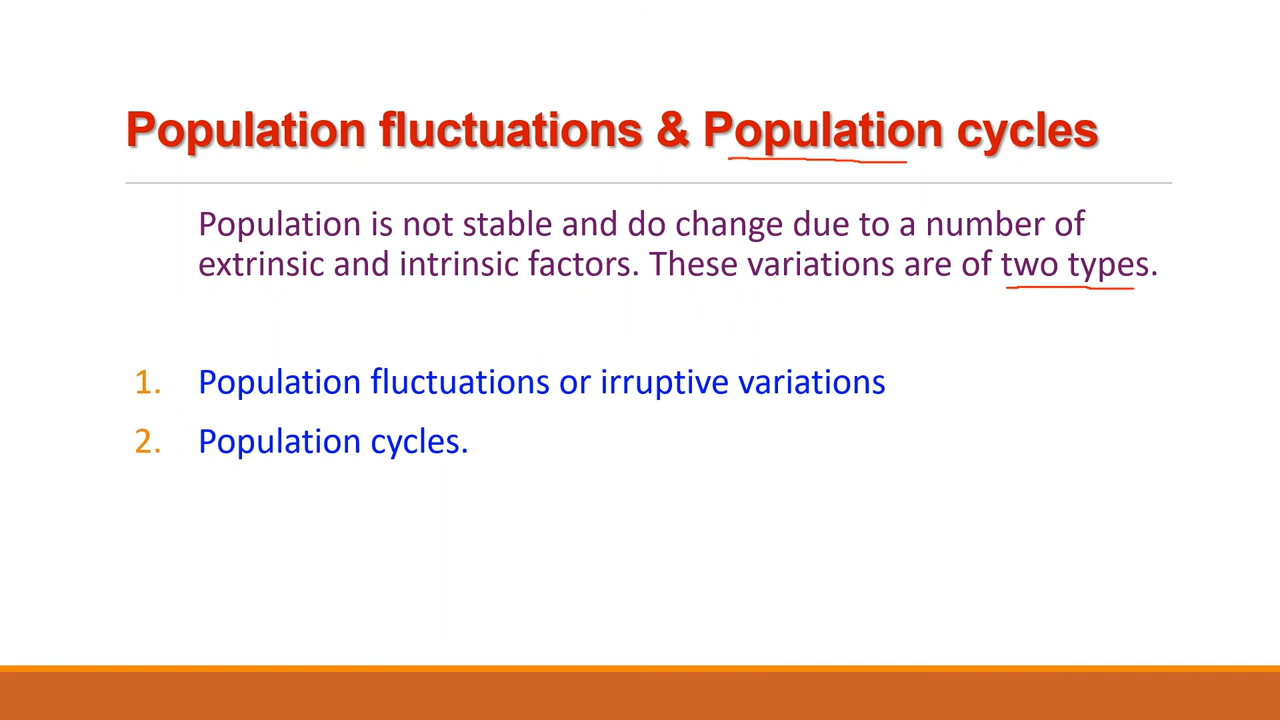 Population fluctuations & Population cycles
Population is not stable and do change due to a number of
extrinsic and intrinsic factors. These variations are of two types.
1. Population fluctuations or irruptive variations
2. Population cycles.